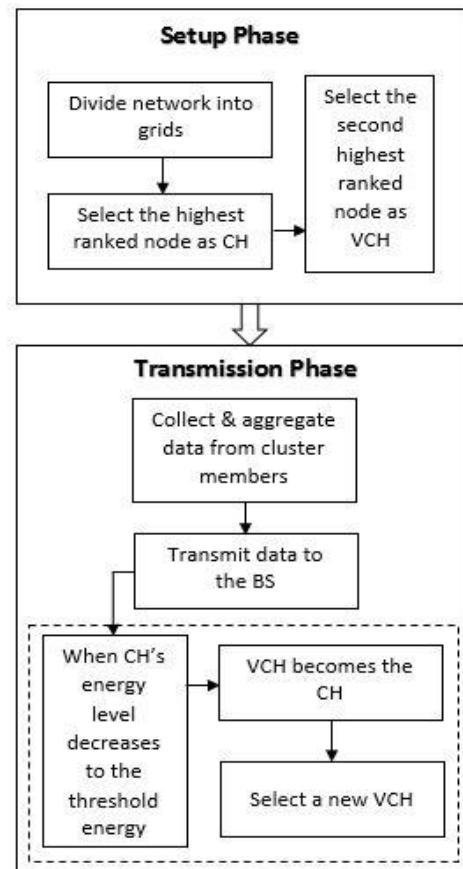 Setup Phase
Divide network into
grids
Select the highest
ranked node as CH
Select the
second
highest
ranked
node as
VCH
Transmission Phase
Collect & aggregate
data from cluster
members
Transmit data to
the BS
When CH's
energy
level
decreases
to the
threshold
energy
VCH becomes the
CH
Select a new VCH